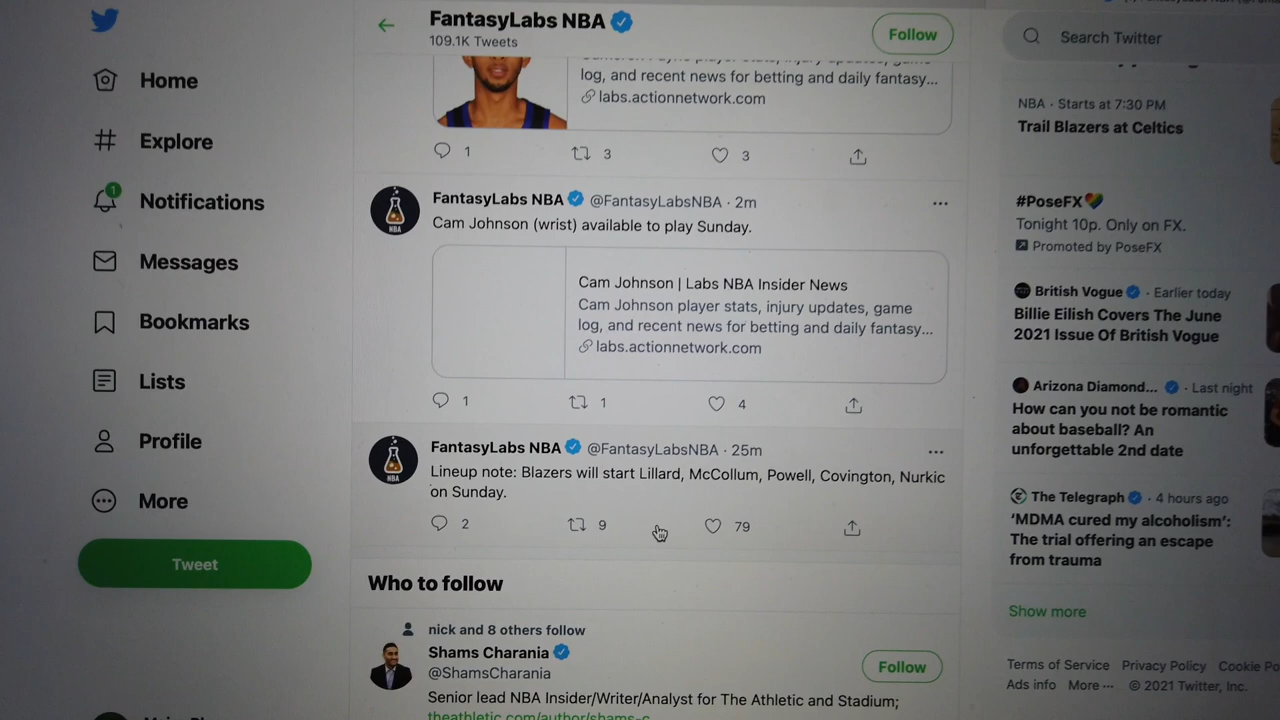 Home
Explore
1
Notifications
Messages
Bookmarks
Lists
Profile
More
Tweet
FantasyLabs NBA
109.1K Tweets
Follow
log, and recent news for betting and daily fantasy...
labs.actionnetwork.com
1 3 3
NBA
FantasyLabs NBA @FantasyLabsNBA · 2m
Cam Johnson (wrist) available to play Sunday.
Cam Johnson | Labs NBA Insider News
Cam Johnson player stats, injury updates, game
log, and recent news for betting and daily fantasy...
labs.actionnetwork.com
1 1 4
NBA
FantasyLabs NBA @FantasyLabsNBA · 25m
Lineup note: Blazers will start Lillard, McCollum, Powell, Covington, Nurkic
on Sunday.
2 9 79
Who to follow
nick and 8 others follow
Shams Charania
@ShamsCharania
Follow
Senior lead NBA Insider/Writer/Analyst for The Athletic and Stadium;
theathletic.com/author/shams-c
Search Twitter
NBA · Starts at 7:30 PM
Trail Blazers at Celtics
#PoseFX
Tonight 10p. Only on FX.
Promoted by PoseFX
British Vogue · Earlier today
Billie Eilish Covers The June
2021 Issue Of British Vogue
Arizona Diamond... · Last night
How can you not be romantic
about baseball? An
unforgettable 2nd date
The Telegraph · 4 hours ago
‘MDMA cured my alcoholism’:
The trial offering an escape
from trauma
Show more
Terms of Service Privacy Policy Cookie
Ads info More ··· © 2021 Twitter, Inc.